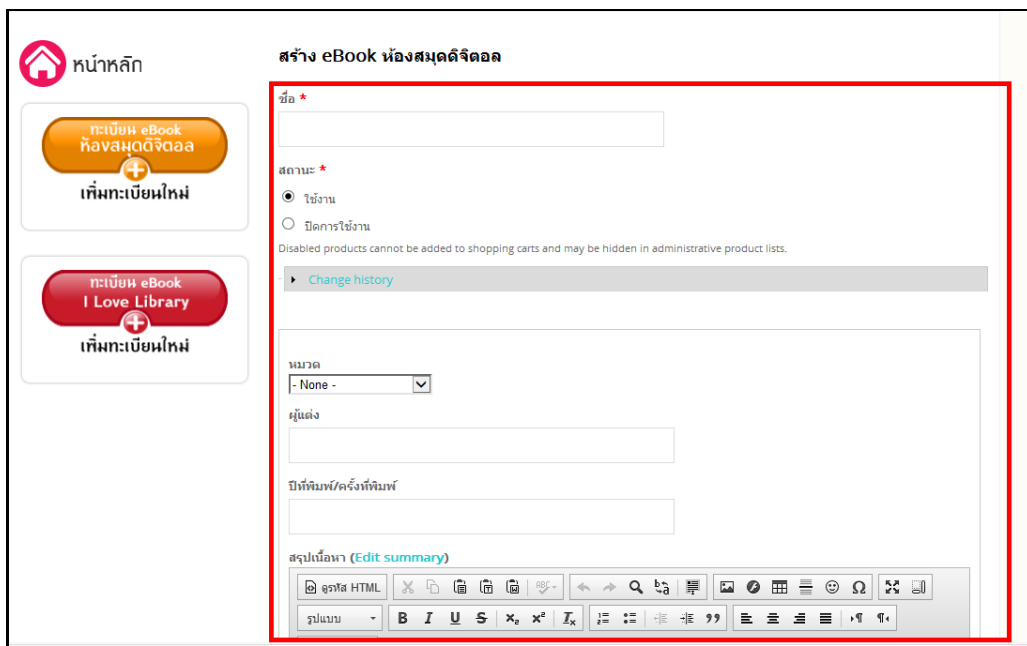 หน้าหลัก
ทะเบียน eBook
ห้องสมุดดิจิตอล
เพิ่มทะเบียนใหม่
ทะเบียน eBook
I Love Library
เพิ่มทะเบียนใหม่
สร้าง eBook ห้องสมุดดิจิตอล
ชื่อ *
สถานะ *
ใช้งาน
ปิดการใช้งาน
Disabled products cannot be added to shopping carts and may be hidden in administrative product lists.
Change history
หมวด
- None -
ผู้แต่ง
ปีที่พิมพ์/ครั้งที่พิมพ์
สรุปเนื้อหา (Edit summary)
ดูรหัส HTML
รูปแบบ